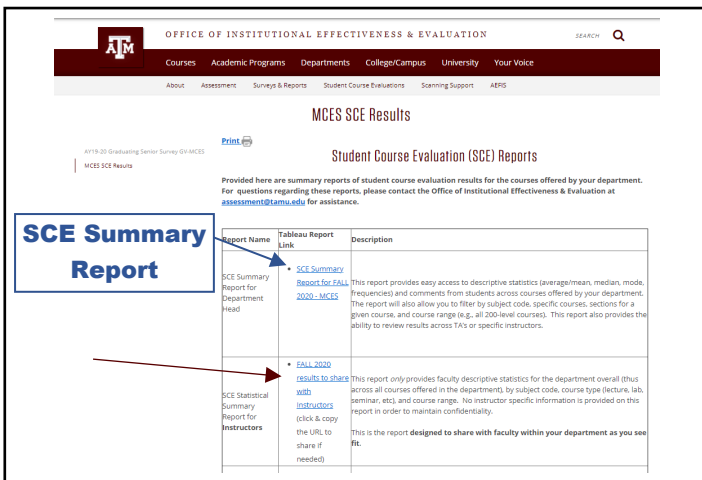 OFFICE OF INSTITUTIONAL EFFECTIVENESS & EVALUATION
SEARCH
ĀTM
Courses Academic Programs Departments College/Campus University Your Voice
About Assessment Surveys & Reports Student Course Evaluations Scanning Support AEFIS
MCES SCE Results
Print
AY19-20 Graduating Senior Survey GV-MCES
MCES SCE Results
Student Course Evaluation (SCE) Reports
Provided here are summary reports of student course evaluation results for the courses offered by your department.
For questions regarding these reports, please contact the Office of Institutional Effectiveness & Evaluation at
assessment@tamu.edu for assistance.
SCE Summary
Report
Report Name
Tableau Report
Link
Description
SCE Summary
Report for
Department
Head
• SCE Summary
Report for FALL
2020 - MCES
This report provides easy access to descriptive statistics (average/mean, median, mode,
frequencies) and comments from students across courses offered by your department.
The report will also allow you to filter by subject code, specific courses, sections for a
given course, and course range (e.g., all 200-level courses). This report also provides the
ability to review results across TA's or specific instructors.
SCE Statistical
Summary
Report for
Instructors
• FALL 2020
results to share
with
Instructors
(click & copy
the URL to
share if
needed)
This report only provides faculty descriptive statistics for the department overall (thus
across all courses offered in the department), by subject code, course type (lecture, lab,
seminar, etc), and course range. No instructor specific information is provided on this
report in order to maintain confidentiality.
This is the report designed to share with faculty within your department as you see
fit.